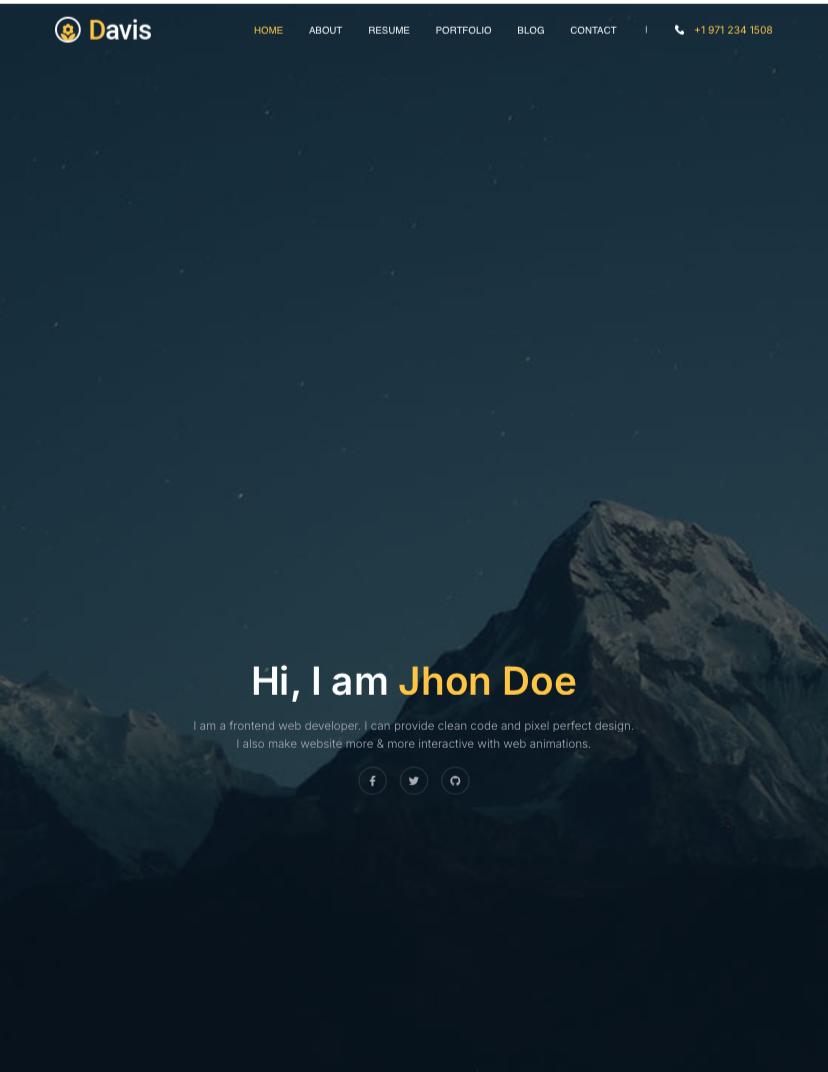 Davis
HOME ABOUT RESUME PORTFOLIO BLOG CONTACT | +1 971 234 1508
Hi, I am Jhon Doe
I am a frontend web developer. I can provide clean code and pixel perfect design.
I also make website more & more interactive with web animations.